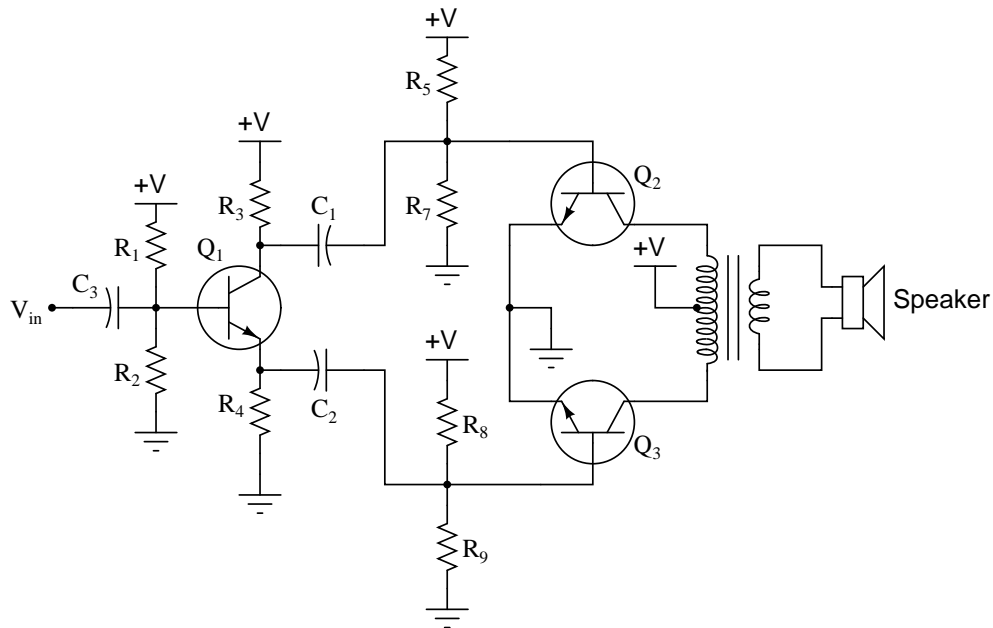 +V
R5
+V
R3
+V
R1
C1
R7
Q2
Q1
+V
C3
Vin
Speaker
R2
R4
C2
+V
R8
Q3
R9